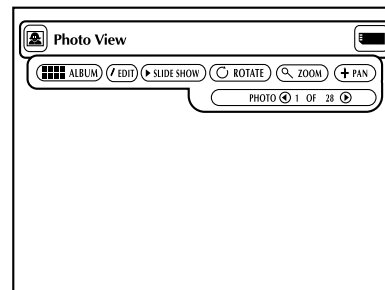 Photo View
ALBUM EDIT SLIDE SHOW ROTATE ZOOM PAN
PHOTO 1 OF 28